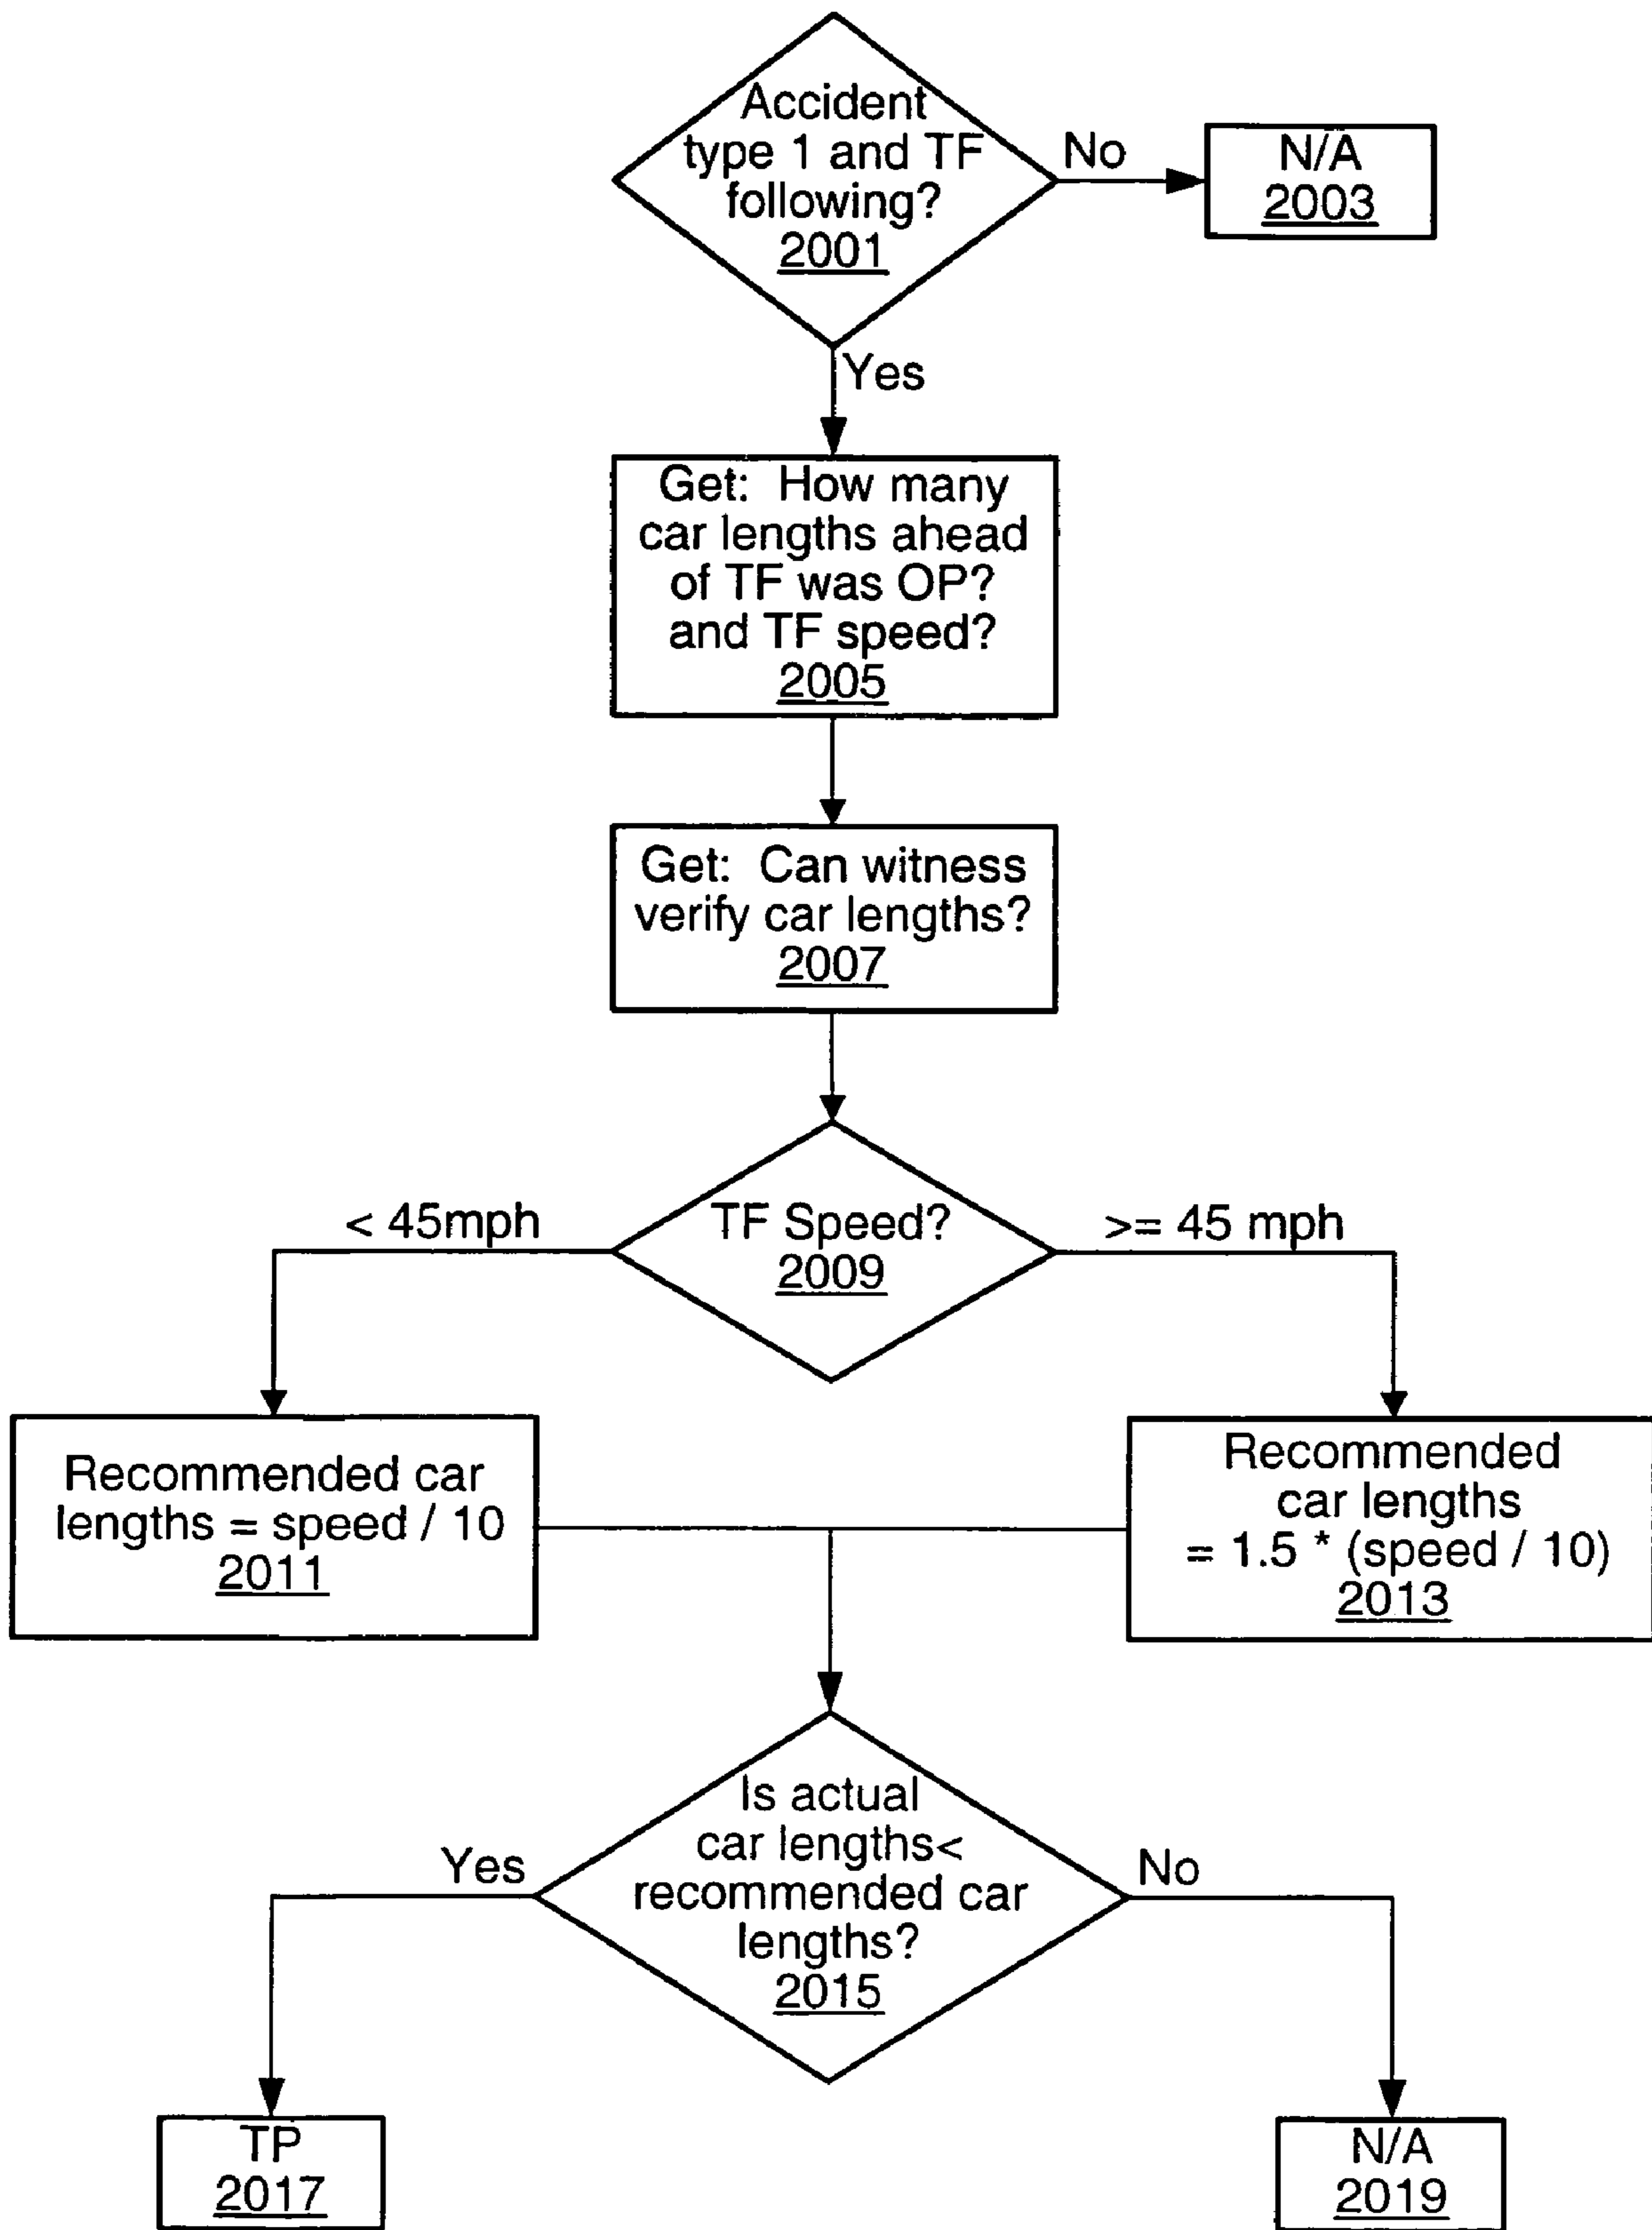 Accident
type 1 and TF
following?
2001
No
N/A
2003
Yes
Get:  How many
car lengths ahead
of TF was OP?
and TF speed?
2005
Get:  Can witness
verify car lengths?
2007
< 45mph
TF Speed?
2009
>= 45 mph
Recommended car
lengths = speed / 10
2011
Recommended
car lengths
= 1.5 * (speed / 10)
2013
Is actual
car lengths<
recommended car
lengths?
2015
Yes
No
TP
2017
N/A
2019